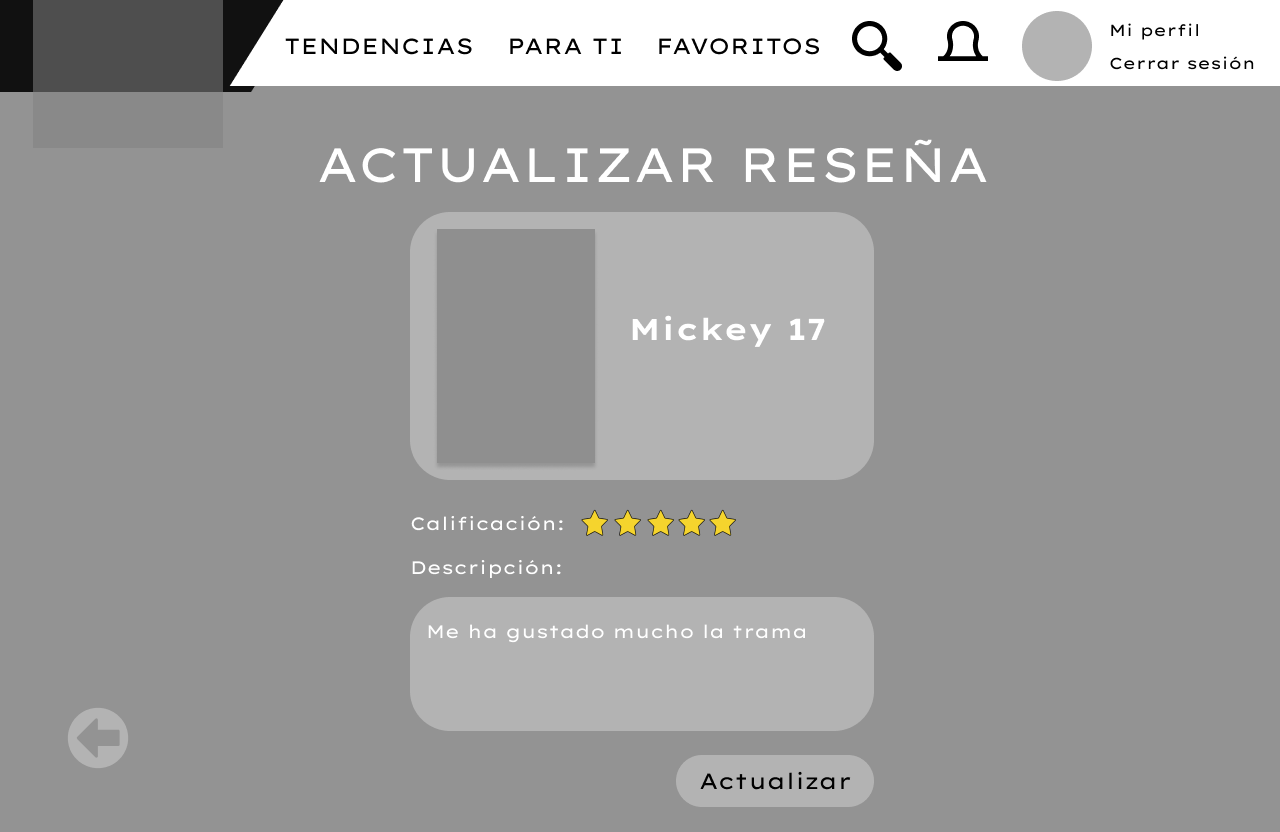 TENDENCIAS PARA TI FAVORITOS
Mi perfil
Cerrar sesión
ACTUALIZAR RESEÑA
Mickey 17
Calificación:
Descripción:
Me ha gustado mucho la trama
Actualizar